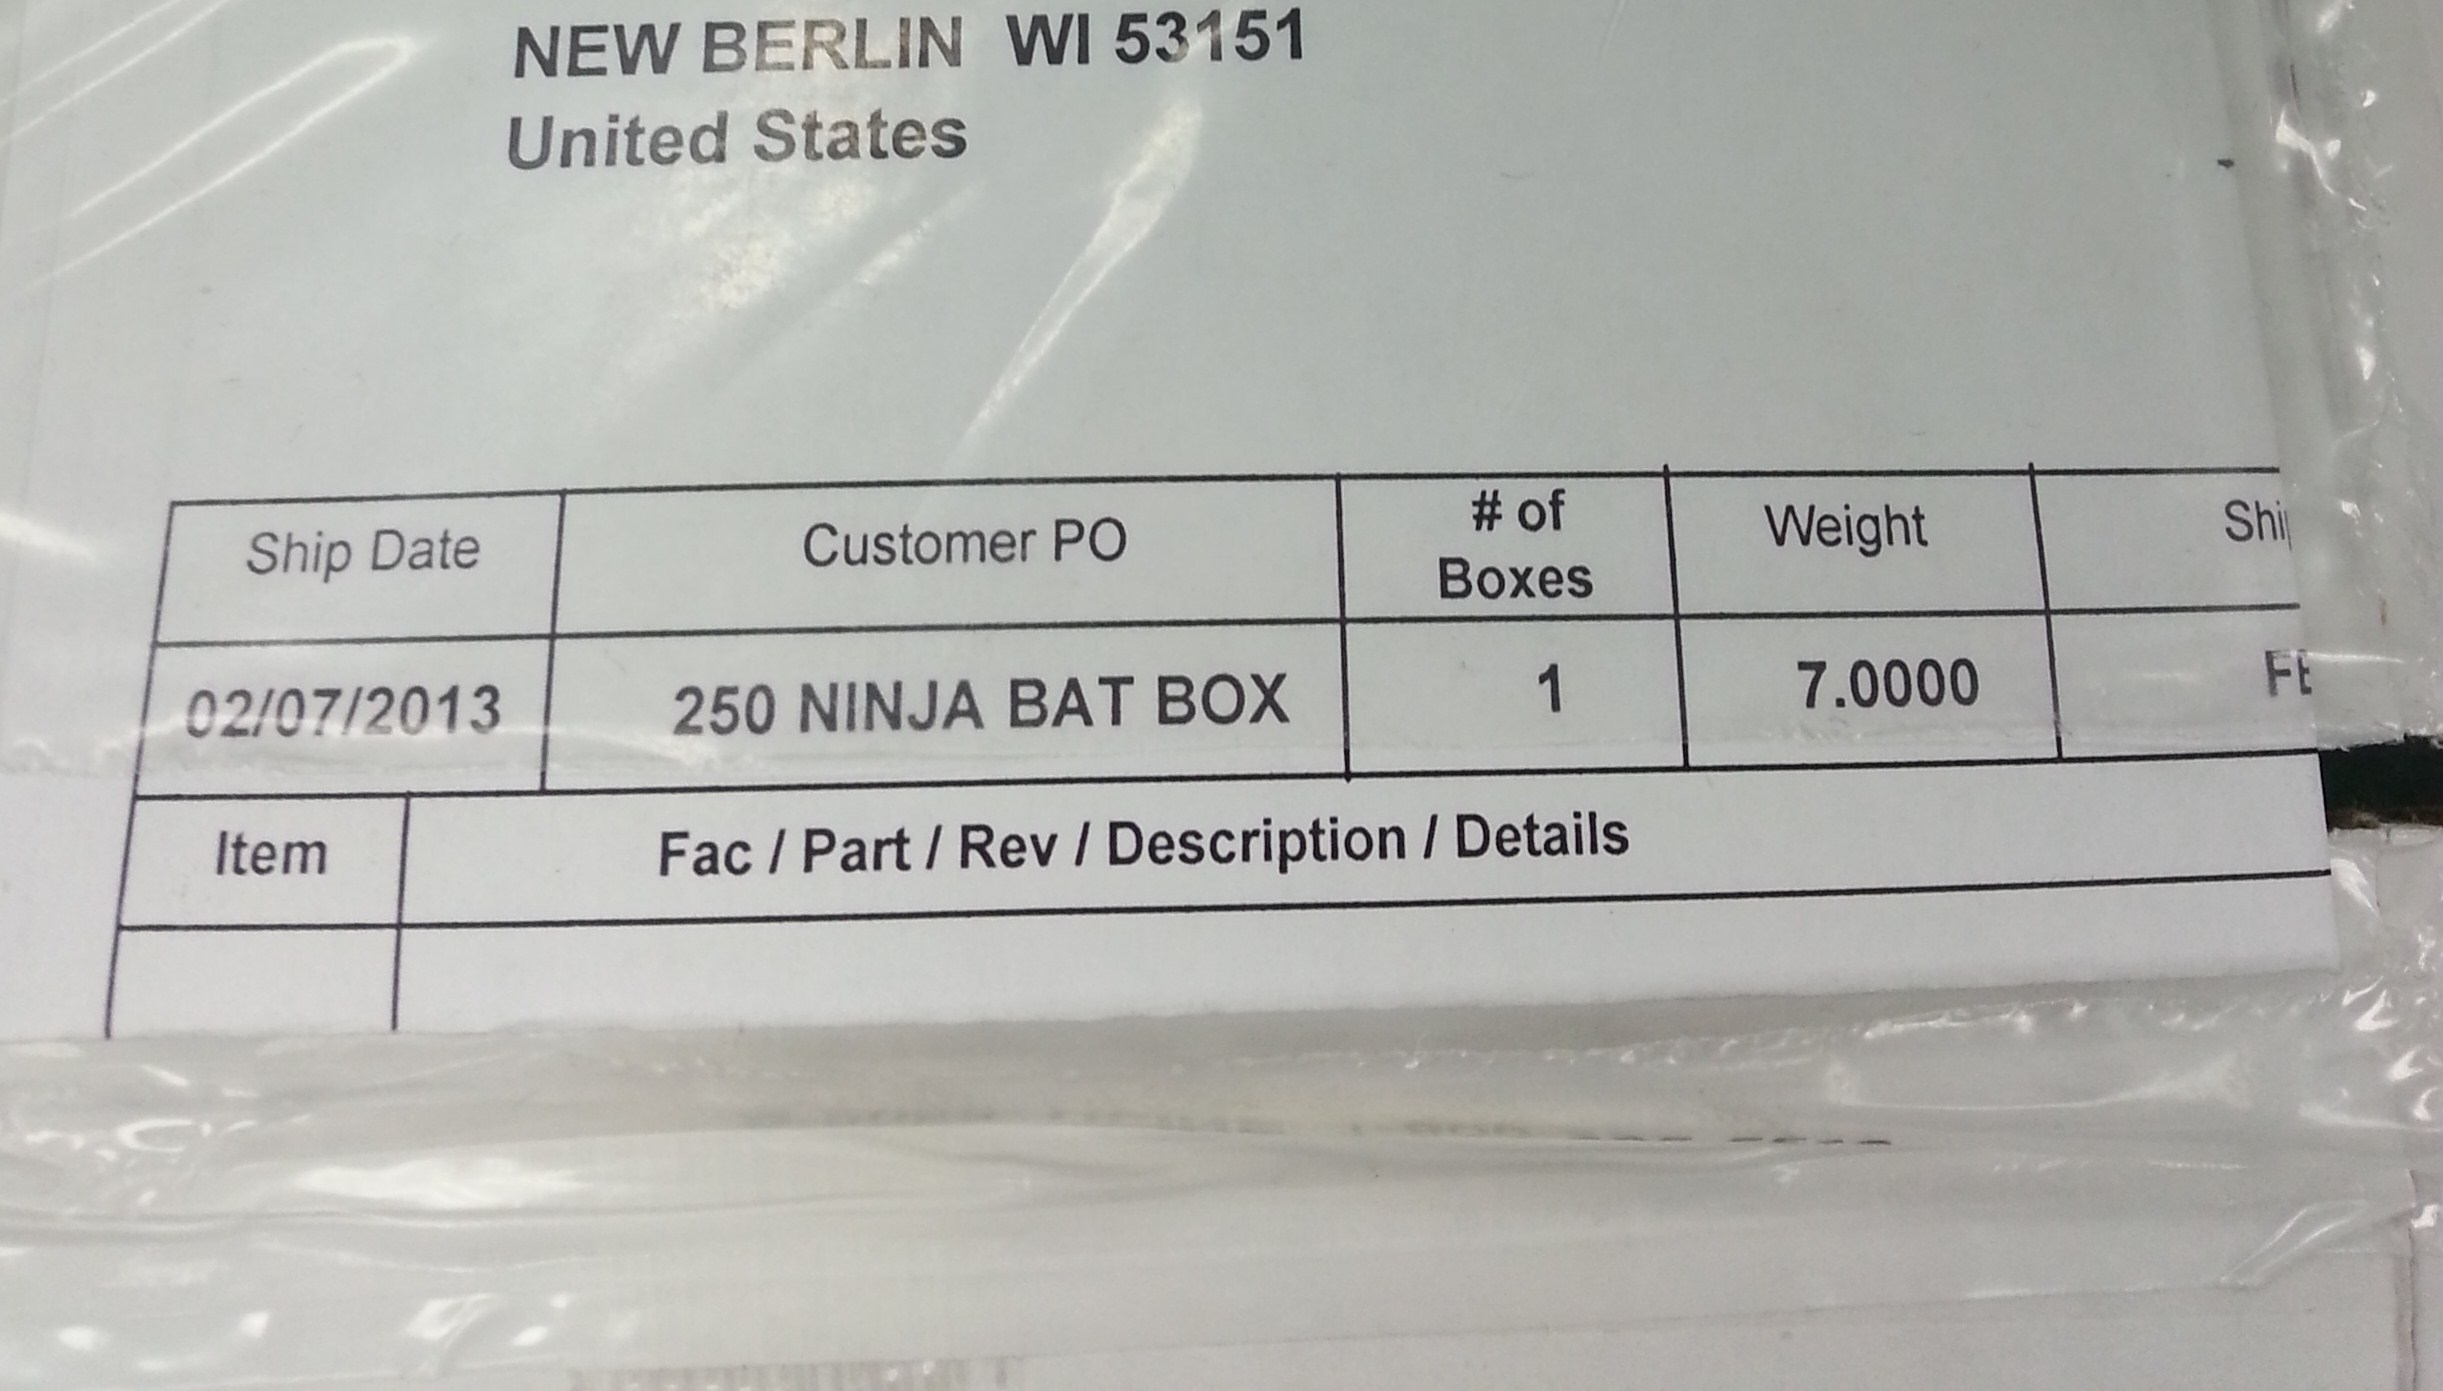 NEW BERLIN WI 53151
United States
Ship Date Customer PO # of Boxes Weight Shi
02/07/2013 250 NINJA BAT BOX 1 7.0000
Item Fac / Part / Rev / Description / Details